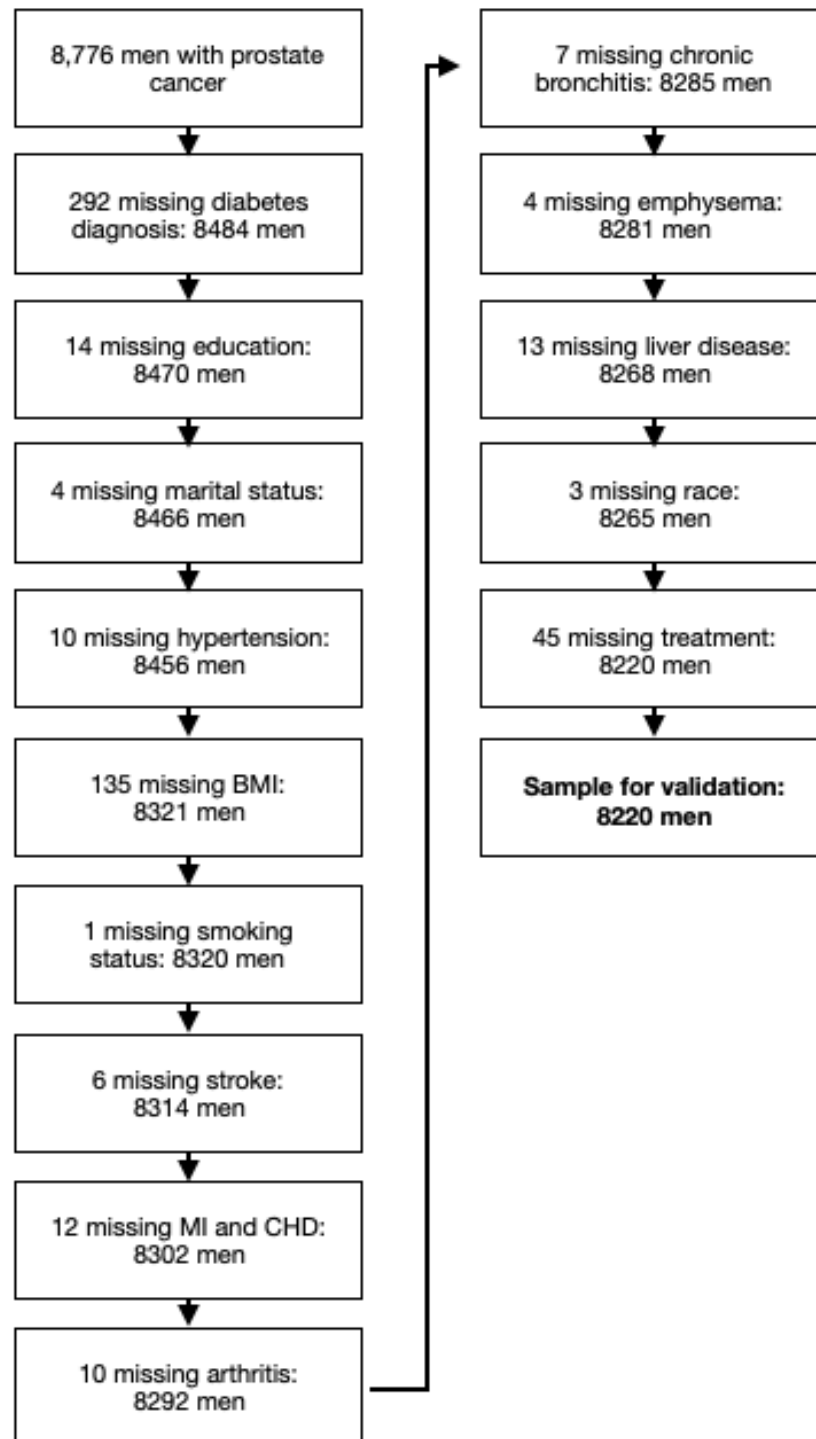 8,776 men with prostate
cancer
292 missing diabetes
diagnosis: 8484 men
14 missing education:
8470 men
4 missing marital status:
8466 men
10 missing hypertension:
8456 men
135 missing BMI:
8321 men
1 missing smoking
status: 8320 men
6 missing stroke:
8314 men
12 missing MI and CHD:
8302 men
10 missing arthritis:
8292 men
7 missing chronic
bronchitis: 8285 men
4 missing emphysema:
8281 men
13 missing liver disease:
8268 men
3 missing race:
8265 men
45 missing treatment:
8220 men
Sample for validation:
8220 men